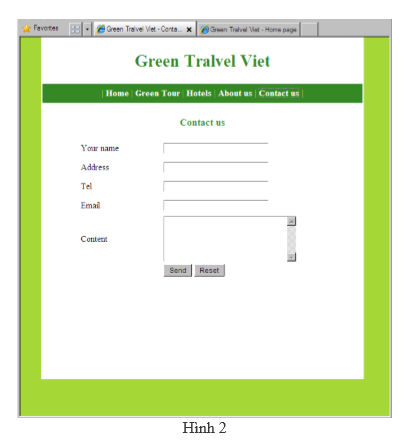 Favorites Green Tralvel Viet - Conta... Green Tralvel Viet - Home page
Green Tralvel Viet
| Home | Green Tour | Hotels | About us | Contact us |
Contact us
Your name
Address
Tel
Email
Content
Send Reset
Hình 2